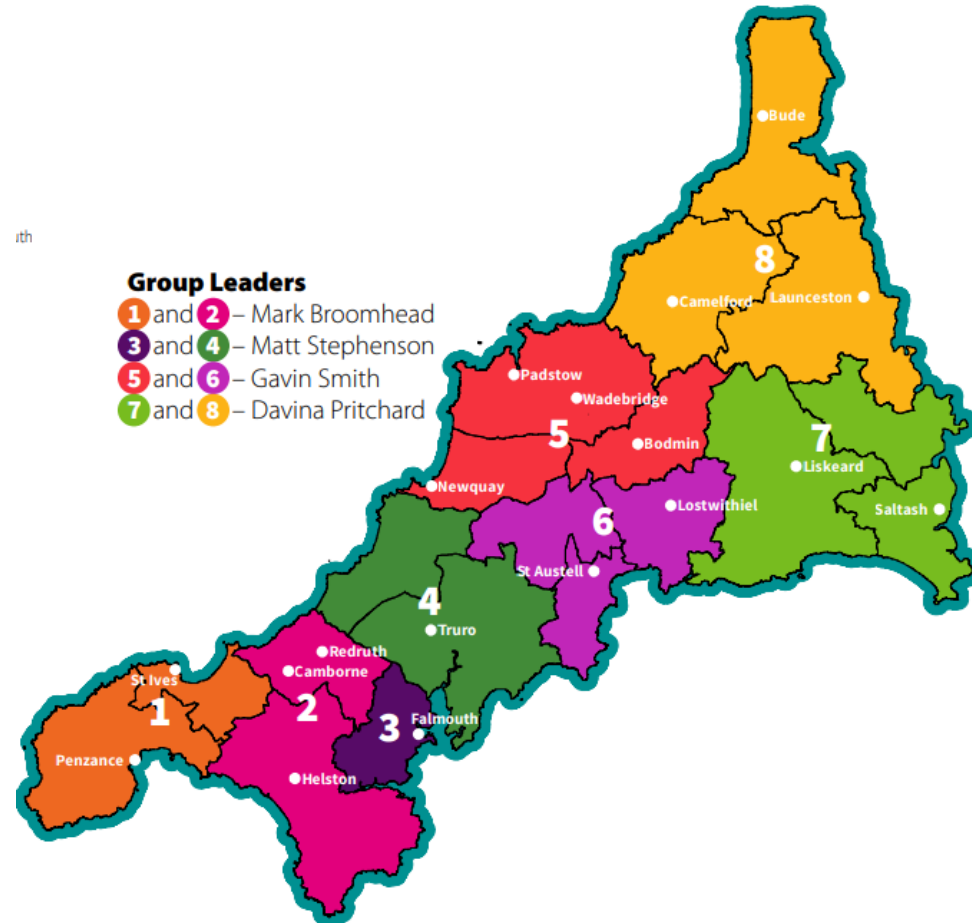 Bude
uth
8
Group Leaders
Launceston
Camelford
1 and 2 – Mark Broomhead
3 and 4 – Matt Stephenson
Padstow
5 and 6 – Gavin Smith
Wadebridge
7 and 8 – Davina Pritchard
5
7
Bodmin
Liskeard
Newquay
Lostwithiel
Saltash
6
St Austell
4
Truro
Redruth
Camborne
St Ives
1
2
3
Falmouth
Penzance
Helston